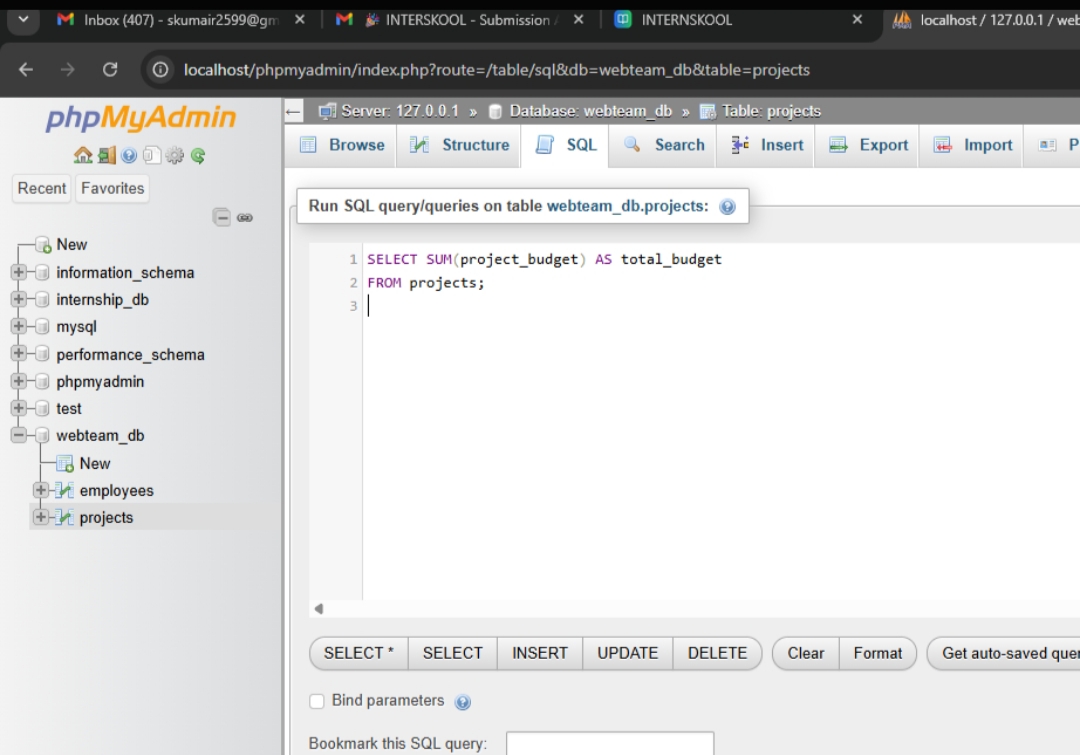 Inbox (407) - skumair2599@gm
INTERSKOOL - Submission
INTERNSKOOL
localhost / 127.0.0.1 / web
localhost/phpmyadmin/index.php?route=/table/sql&db=webteam_db&table=projects
phpMyAdmin
Recent
Favorites
New
information_schema
internship_db
mysql
performance_schema
phpmyadmin
test
webteam_db
New
employees
projects
Server: 127.0.0.1 » Database: webteam_db » Table: projects
Browse
Structure
SQL
Search
Insert
Export
Import
P
Run SQL query/queries on table webteam_db.projects:
1 SELECT SUM(project_budget) AS total_budget
2 FROM projects;
3
SELECT *
SELECT
INSERT
UPDATE
DELETE
Clear
Format
Get auto-saved quer
Bind parameters
Bookmark this SQL query: